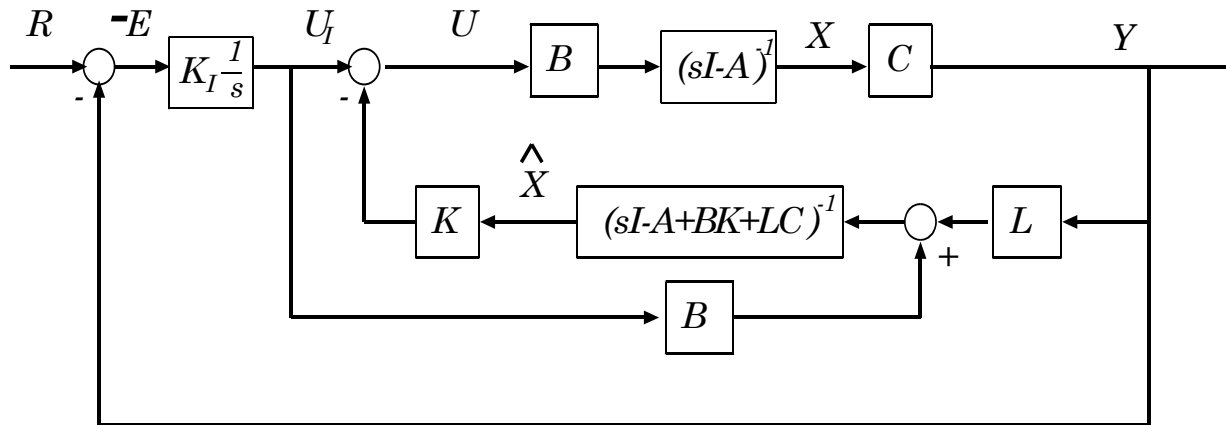 R -E U_I U X Y
K_I 1/s B (sI-A)^-1 C
- -
X̂
K (sI-A+BK+LC)^-1 L
+
B